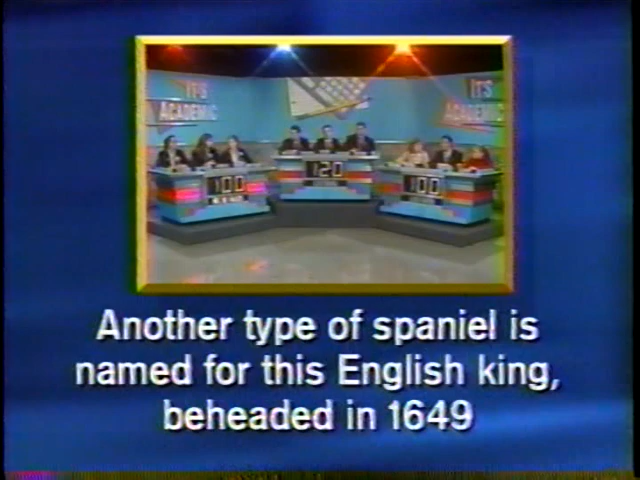 IT'S
ACADEMIC
IT'S
ACADEMIC
100
120
100
Another type of spaniel is
named for this English king,
beheaded in 1649